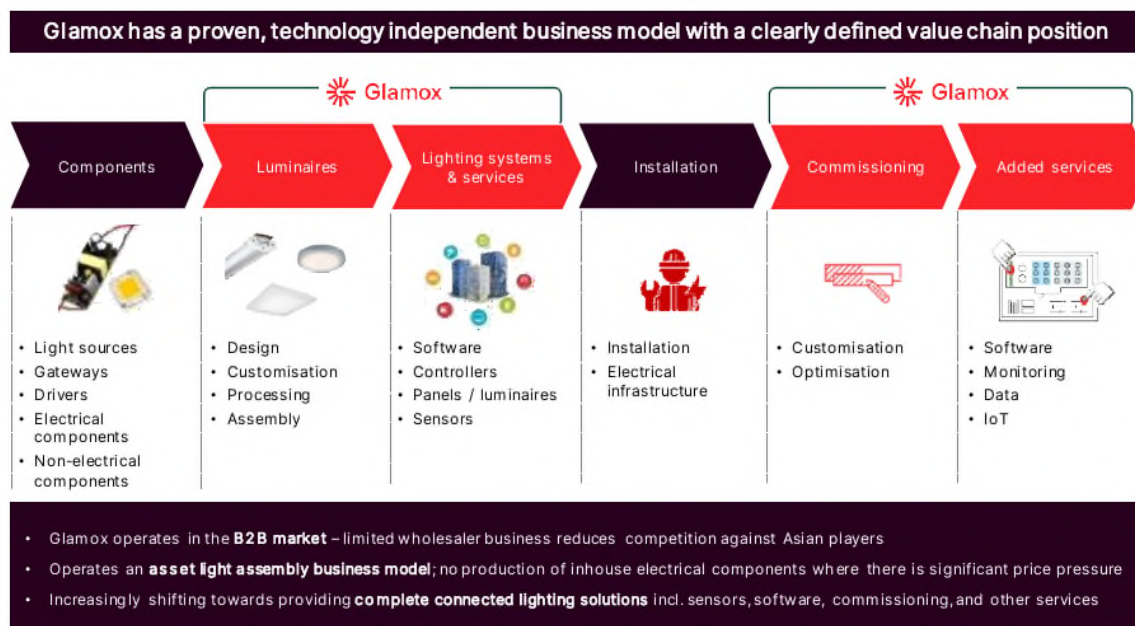 Glamox has a proven, technology independent business model with a clearly defined value chain position
Glamox
Glamox
Components
Luminaires
Lighting systems
& services
Installation
Commissioning
Added services
• Light sources
• Gateways
• Drivers
• Electrical
components
• Non-electrical
components
• Design
• Customisation
• Processing
• Assembly
• Software
• Controllers
• Panels / luminaires
• Sensors
• Installation
• Electrical
infrastructure
• Customisation
• Optimisation
• Software
• Monitoring
• Data
• IoT
• Glamox operates in the B2B market – limited wholesaler business reduces competition against Asian players
• Operates an asset light assembly business model; no production of inhouse electrical components where there is significant price pressure
• Increasingly shifting towards providing complete connected lighting solutions incl. sensors, software, commissioning, and other services